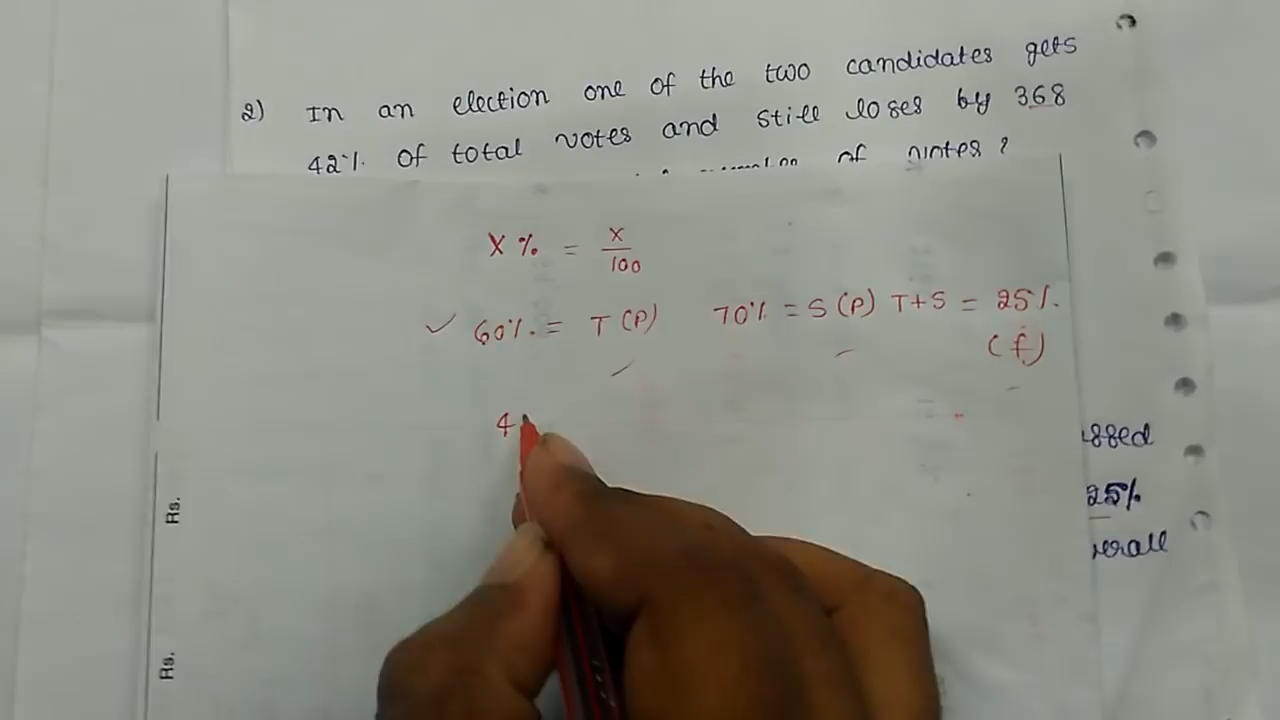 2) In an election one of the two candidates gets
42% of total votes and still loses by 368
of
X % = x/100
✓ 60% = T (P) 70% = S (P) T+S = 25%
(f)
4
ssed
25%
erall
Rs.
Rs.